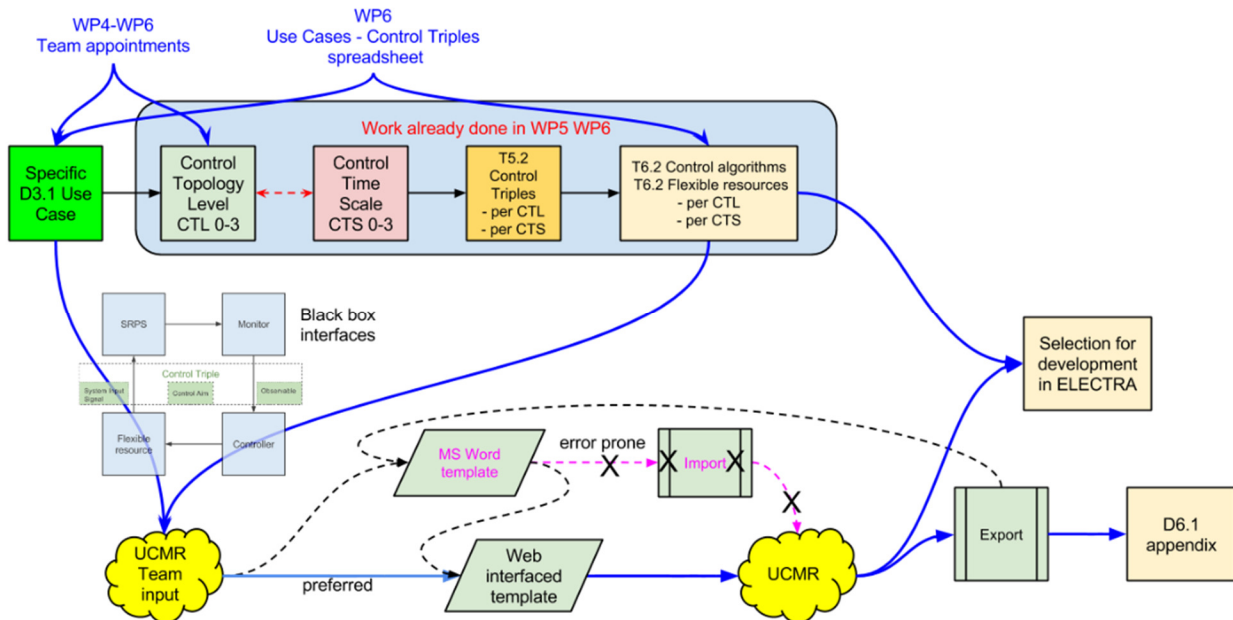 WP4-WP6
Team appointments
WP6
Use Cases - Control Triples
spreadsheet
Work already done in WP5 WP6
Specific
D3.1 Use
Case
Control
Topology
Level
CTL 0-3
Control
Time
Scale
CTS 0-3
T5.2
Control
Triples
- per CTL
- per CTS
T6.2 Control algorithms
T6.2 Flexible resources
- per CTL
- per CTS
SRPS
Monitor
Black box
interfaces
Control Triple
System Input
Signal
Control Aim
Observable
Flexible
resource
Controller
Selection for
development
in ELECTRA
MS Word
template
error prone
X
X
Import
X
X
UCMR
Team
input
preferred
Web
interfaced
template
UCMR
Export
D6.1
appendix